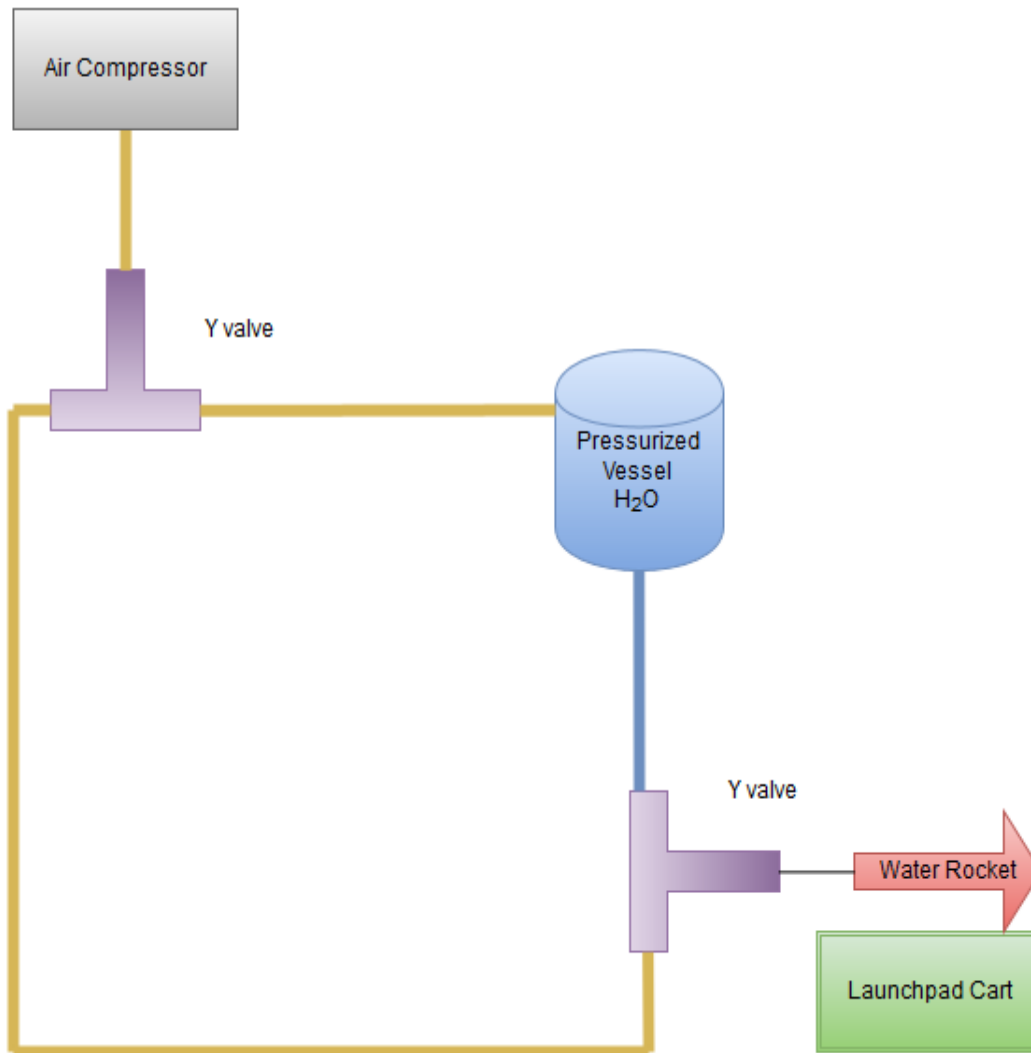 Air Compressor
Y valve
Pressurized
Vessel
H₂O
Y valve
Water Rocket
Launchpad Cart